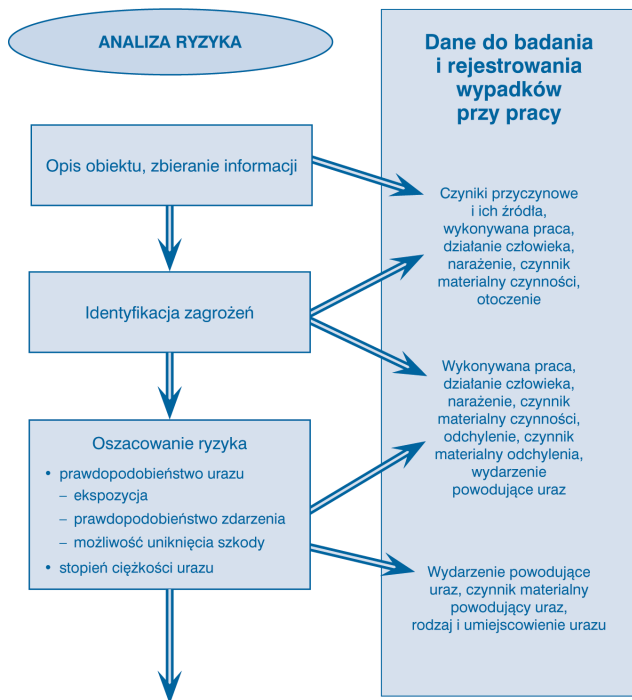 ANALIZA RYZYKA
Opis obiektu, zbieranie informacji
Identyfikacja zagrożeń
Oszacowanie ryzyka
• prawdopodobieństwo urazu
– ekspozycja
– prawdopodobieństwo zdarzenia
– możliwość uniknięcia szkody
• stopień ciężkości urazu
Dane do badania
i rejestrowania
wypadków
przy pracy
Czyniki przyczynowe
i ich źródła,
wykonywana praca,
działanie człowieka,
narażenie, czynnik
materialny czynności,
otoczenie
Wykonywana praca,
działanie człowieka,
narażenie, czynnik
materialny czynności,
odchylenie, czynnik
materialny odchylenia,
wydarzenie
powodujące uraz
Wydarzenie powodujące
uraz, czynnik materialny
powodujący uraz,
rodzaj i umiejscowienie urazu